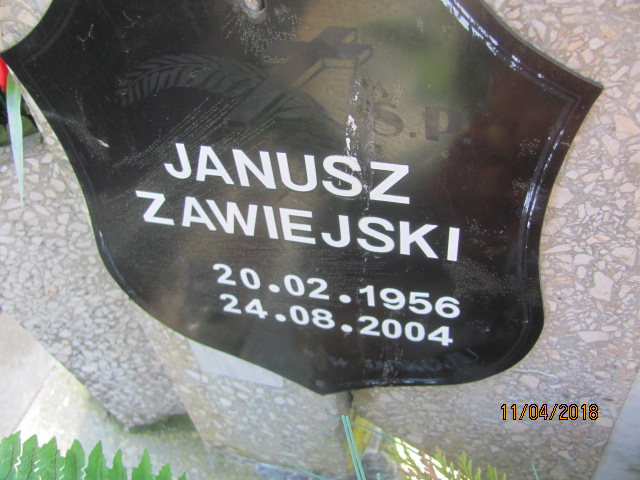 Ś.P.
JANUSZ
ZAWIEJSKI
20.02.1956
24.08.2004
11/04/2018